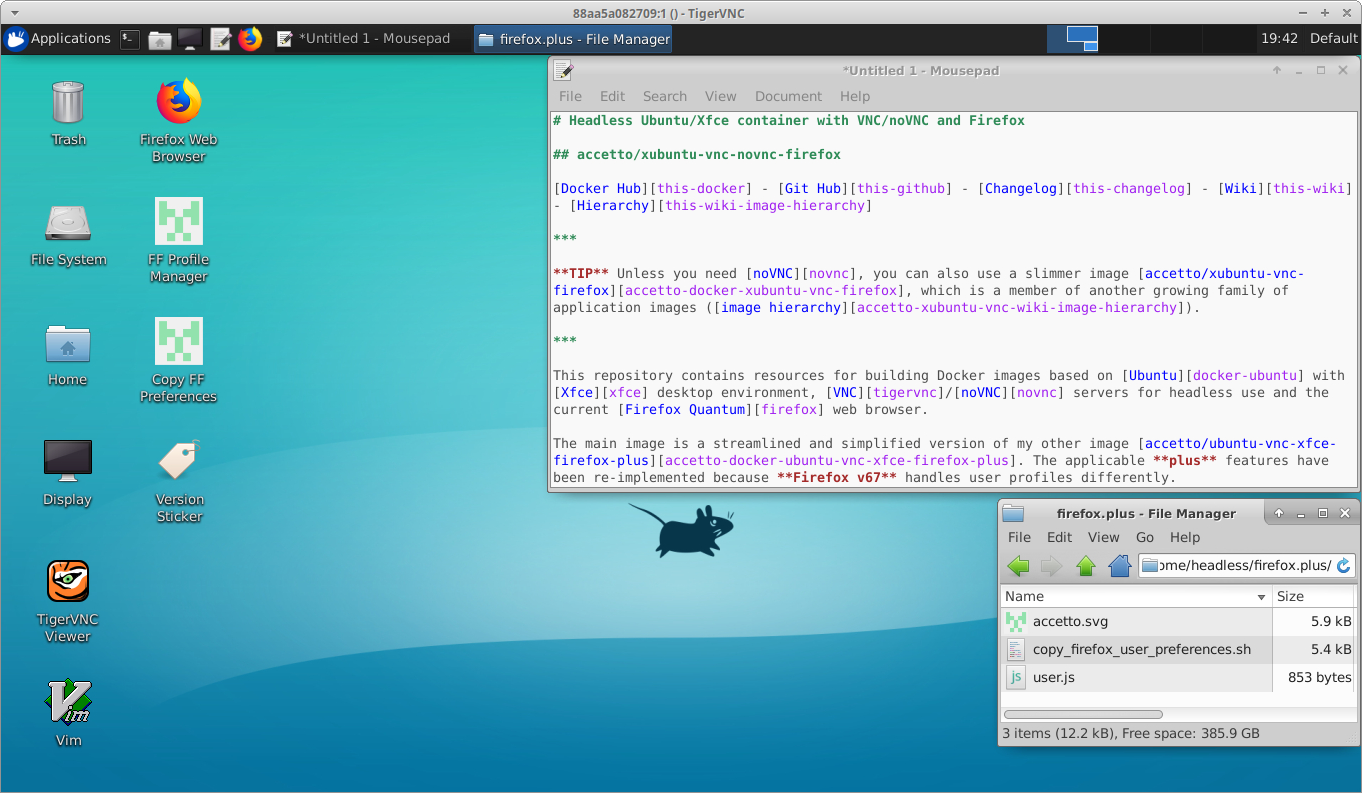 88aa5a082709:1 () - TigerVNC
Applications
*Untitled 1 - Mousepad
firefox.plus - File Manager
19:42
Default
Trash
Firefox Web
Browser
File System
FF Profile
Manager
Home
Copy FF
Preferences
Display
Version
Sticker
TigerVNC
Viewer
Vim
*Untitled 1 - Mousepad
File Edit Search View Document Help
# Headless Ubuntu/Xfce container with VNC/noVNC and Firefox
## accetto/xubuntu-vnc-novnc-firefox
[Docker Hub][this-docker] - [Git Hub][this-github] - [Changelog][this-changelog] - [Wiki][this-wiki]
- [Hierarchy][this-wiki-image-hierarchy]
***
**TIP** Unless you need [noVNC][novnc], you can also use a slimmer image [accetto/xubuntu-vnc-
firefox][accetto-docker-xubuntu-vnc-firefox], which is a member of another growing family of
application images ([image hierarchy][accetto-xubuntu-vnc-wiki-image-hierarchy]).
***
This repository contains resources for building Docker images based on [Ubuntu][docker-ubuntu] with
[Xfce][xfce] desktop environment, [VNC][tigervnc]/[noVNC][novnc] servers for headless use and the
current [Firefox Quantum][firefox] web browser.
The main image is a streamlined and simplified version of my other image [accetto/ubuntu-vnc-xfce-
firefox-plus][accetto-docker-ubuntu-vnc-xfce-firefox-plus]. The applicable **plus** features have
been re-implemented because **Firefox v67** handles user profiles differently.
firefox.plus - File Manager
File Edit View Go Help
ome/headless/firefox.plus/
Name Size
accetto.svg 5.9 kB
copy_firefox_user_preferences.sh 5.4 kB
js
user.js 853 bytes
3 items (12.2 kB), Free space: 385.9 GB